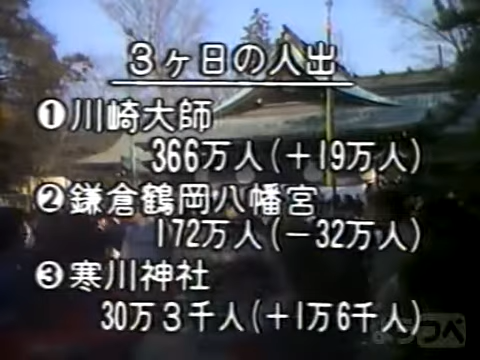 3ヶ日の人出
❶川崎大師
366万人(+19万人)
❷鎌倉鶴岡八幡宮
172万人(−32万人)
❸寒川神社
30万3千人(+1万6千人)